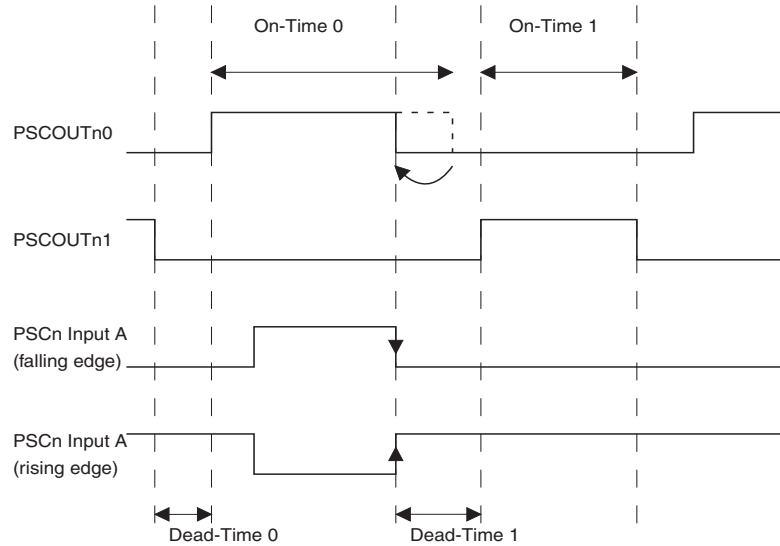 On-Time 0
On-Time 1
PSCOUTn0
PSCOUTn1
PSCn Input A
(falling edge)
PSCn Input A
(rising edge)
Dead-Time 0
Dead-Time 1